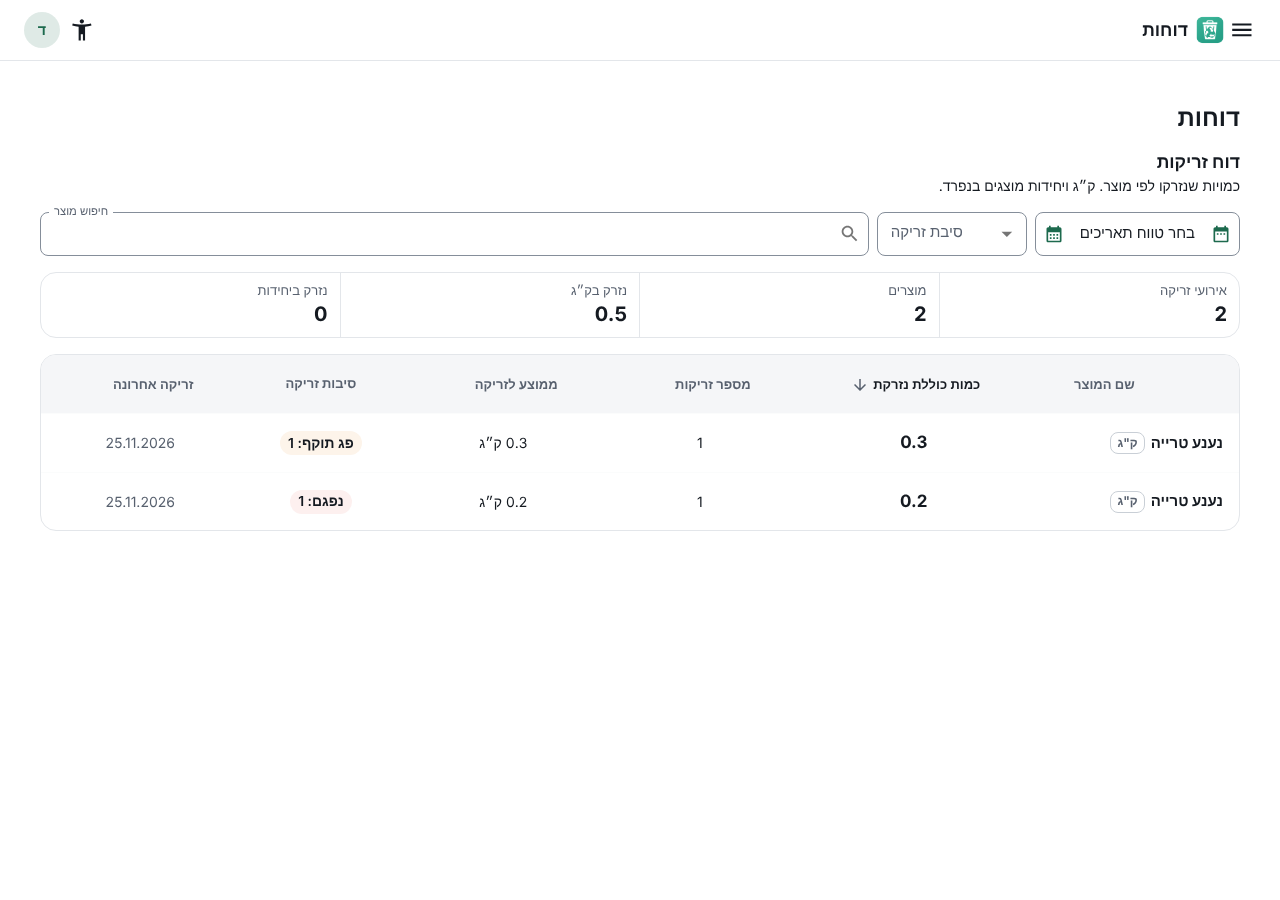 דוחות
ד
דוחות
דוח זריקות
כמויות שנזרקו לפי מוצר. ק״ג ויחידות מוצגים בנפרד.
בחר טווח תאריכים
סיבת זריקה
חיפוש מוצר
אירועי זריקה
2
מוצרים
2
נזרק בק״ג
0.5
נזרק ביחידות
0
שם המוצר כמות כוללת נזרקת מספר זריקות ממוצע לזריקה סיבות זריקה זריקה אחרונה
נענע טרייה ק"ג 0.3 1 0.3 ק״ג פג תוקף: 1 25.11.2026
נענע טרייה ק"ג 0.2 1 0.2 ק״ג נפגם: 1 25.11.2026